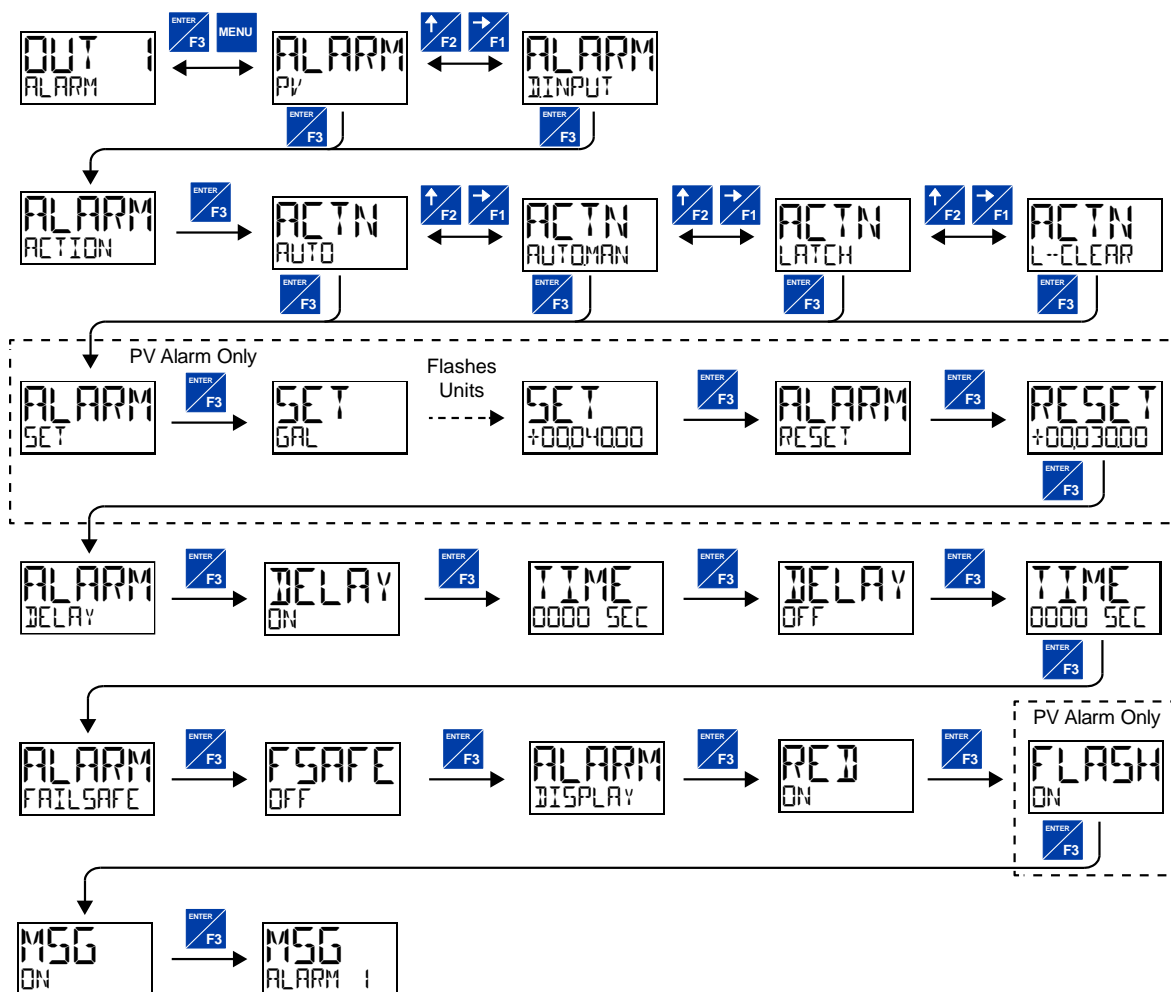 ENTER F3 MENU F2 F1
OUT 1 ALARM ALARM
ALARM PV D.INPUT
ENTER F3 ENTER F3
ENTER F3 F2 F1 F2 F1 F2 F1
ALARM ACTN ACTN ACTN ACTN
ACTION AUTO AUTO.MAN LATCH L--CLEAR
ENTER F3 ENTER F3 ENTER F3 ENTER F3
PV Alarm Only
Flashes
Units
ENTER F3 ENTER F3 ENTER F3
ALARM SET SET ALARM RESET
SET GAL +00,040.00 RESET +00,030.00
ENTER F3
ENTER F3 ENTER F3 ENTER F3 ENTER F3
ALARM DELAY TIME DELAY TIME
DELAY ON 0000 SEC OFF 0000 SEC
ENTER F3
PV Alarm Only
ENTER F3 ENTER F3 ENTER F3 ENTER F3
ALARM FSAFE ALARM RED FLASH
FAILSAFE OFF DISPLAY ON ON
ENTER F3
ENTER F3
MSG MSG
ON ALARM 1